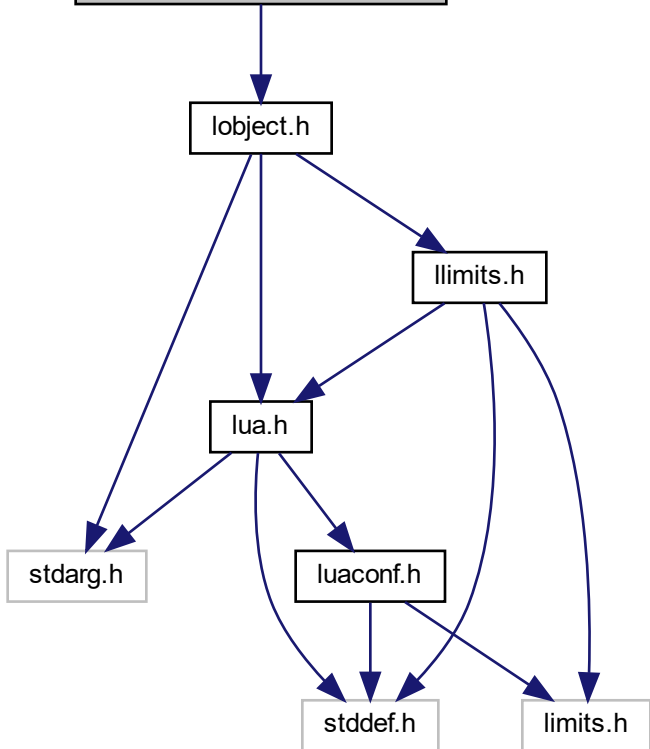 lobject.h
llimits.h
lua.h
stdarg.h
luaconf.h
stddef.h
limits.h